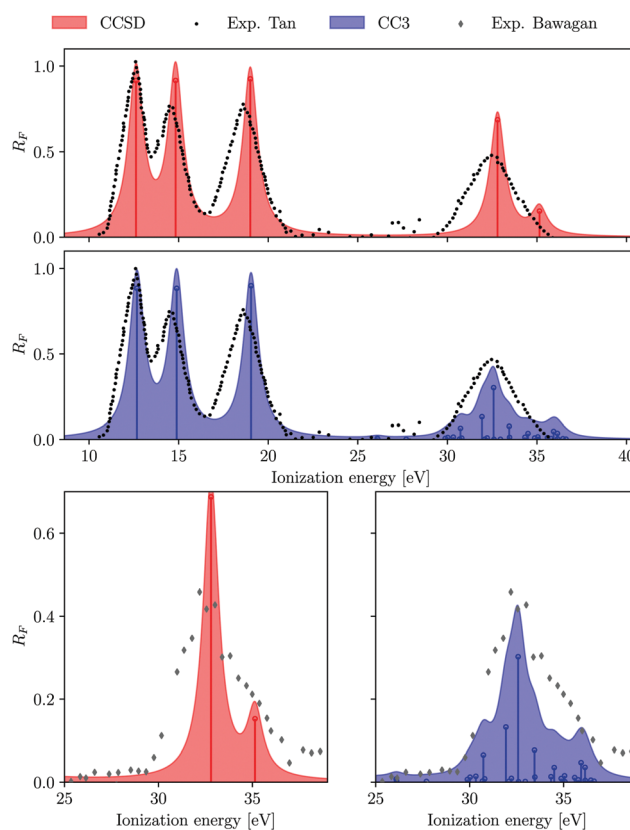 CCSD Exp. Tan CC3 Exp. Bawagan
1.0
R_F
0.5
0.0
1.0
R_F
0.5
0.0
10 15 20 25 30 35 40
Ionization energy [eV]
0.6
R_F
0.4
0.2
0.0
25 30 35
25 30 35
Ionization energy [eV] Ionization energy [eV]